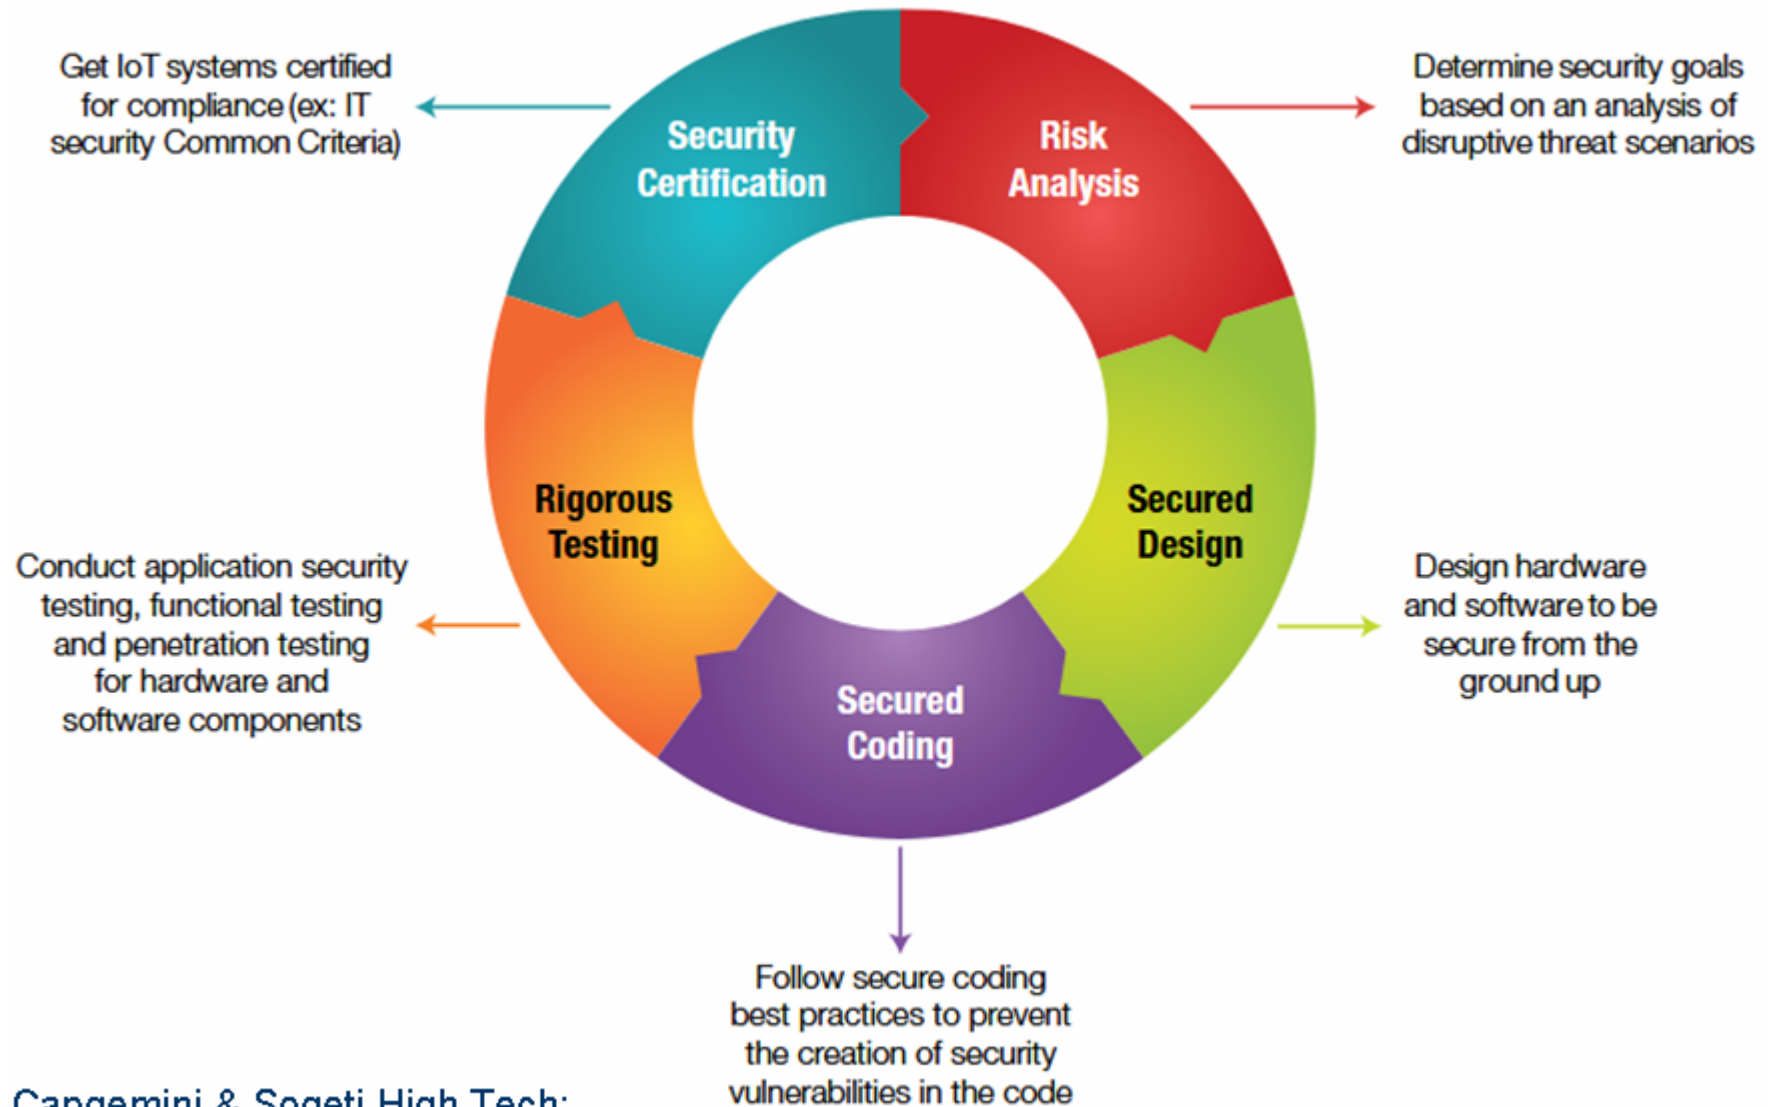 Get IoT systems certified
for compliance (ex: IT
security Common Criteria)
Security
Certification
Risk
Analysis
Determine security goals
based on an analysis of
disruptive threat scenarios
Rigorous
Testing
Secured
Design
Conduct application security
testing, functional testing
and penetration testing
for hardware and
software components
Design hardware
and software to be
secure from the
ground up
Secured
Coding
Follow secure coding
best practices to prevent
the creation of security
vulnerabilities in the code
Capgemini & Sogeti High Tech: